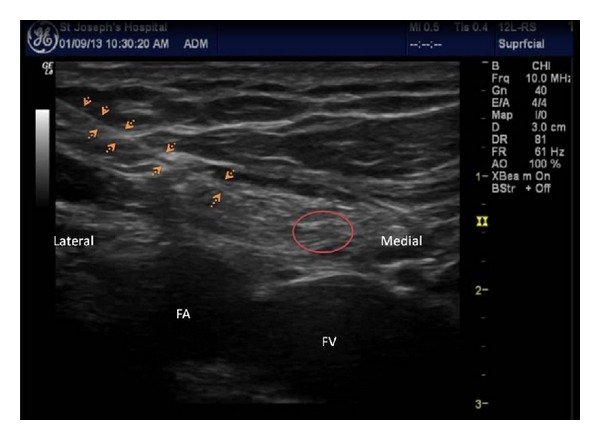 St Joseph's Hospital MI 0.5 Tis 0.4 12L-RS
01/09/13 10:30:20 AM ADM --:--:-- Suprfcial
B CHI
Frq 10.0 MHz
Gn 40
E/A 4/4
Map I/0
D 3.0 cm
DR 81
FR 61 Hz
AO 100 %
1- XBeam On
BStr + Off
Lateral Medial
2-
FA
FV
3-